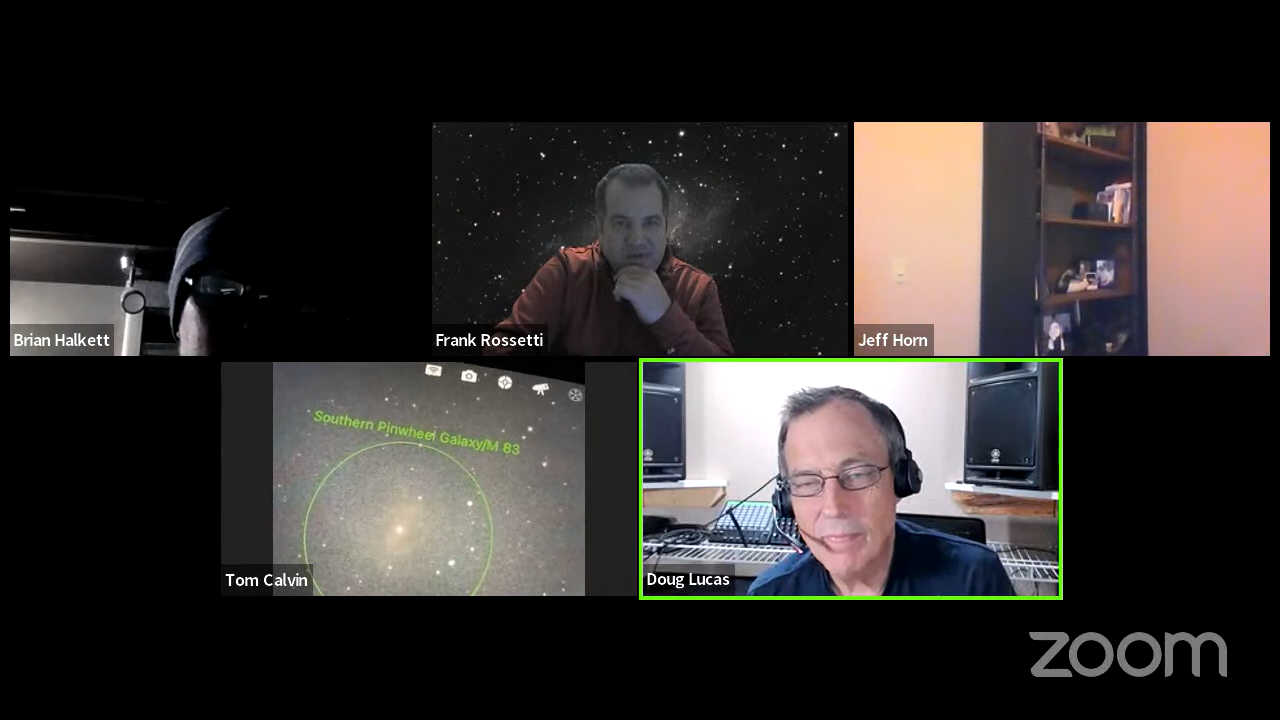 Brian Halkett
Frank Rossetti
Jeff Horn
Southern Pinwheel Galaxy/M 83
Tom Calvin
Doug Lucas
zoom